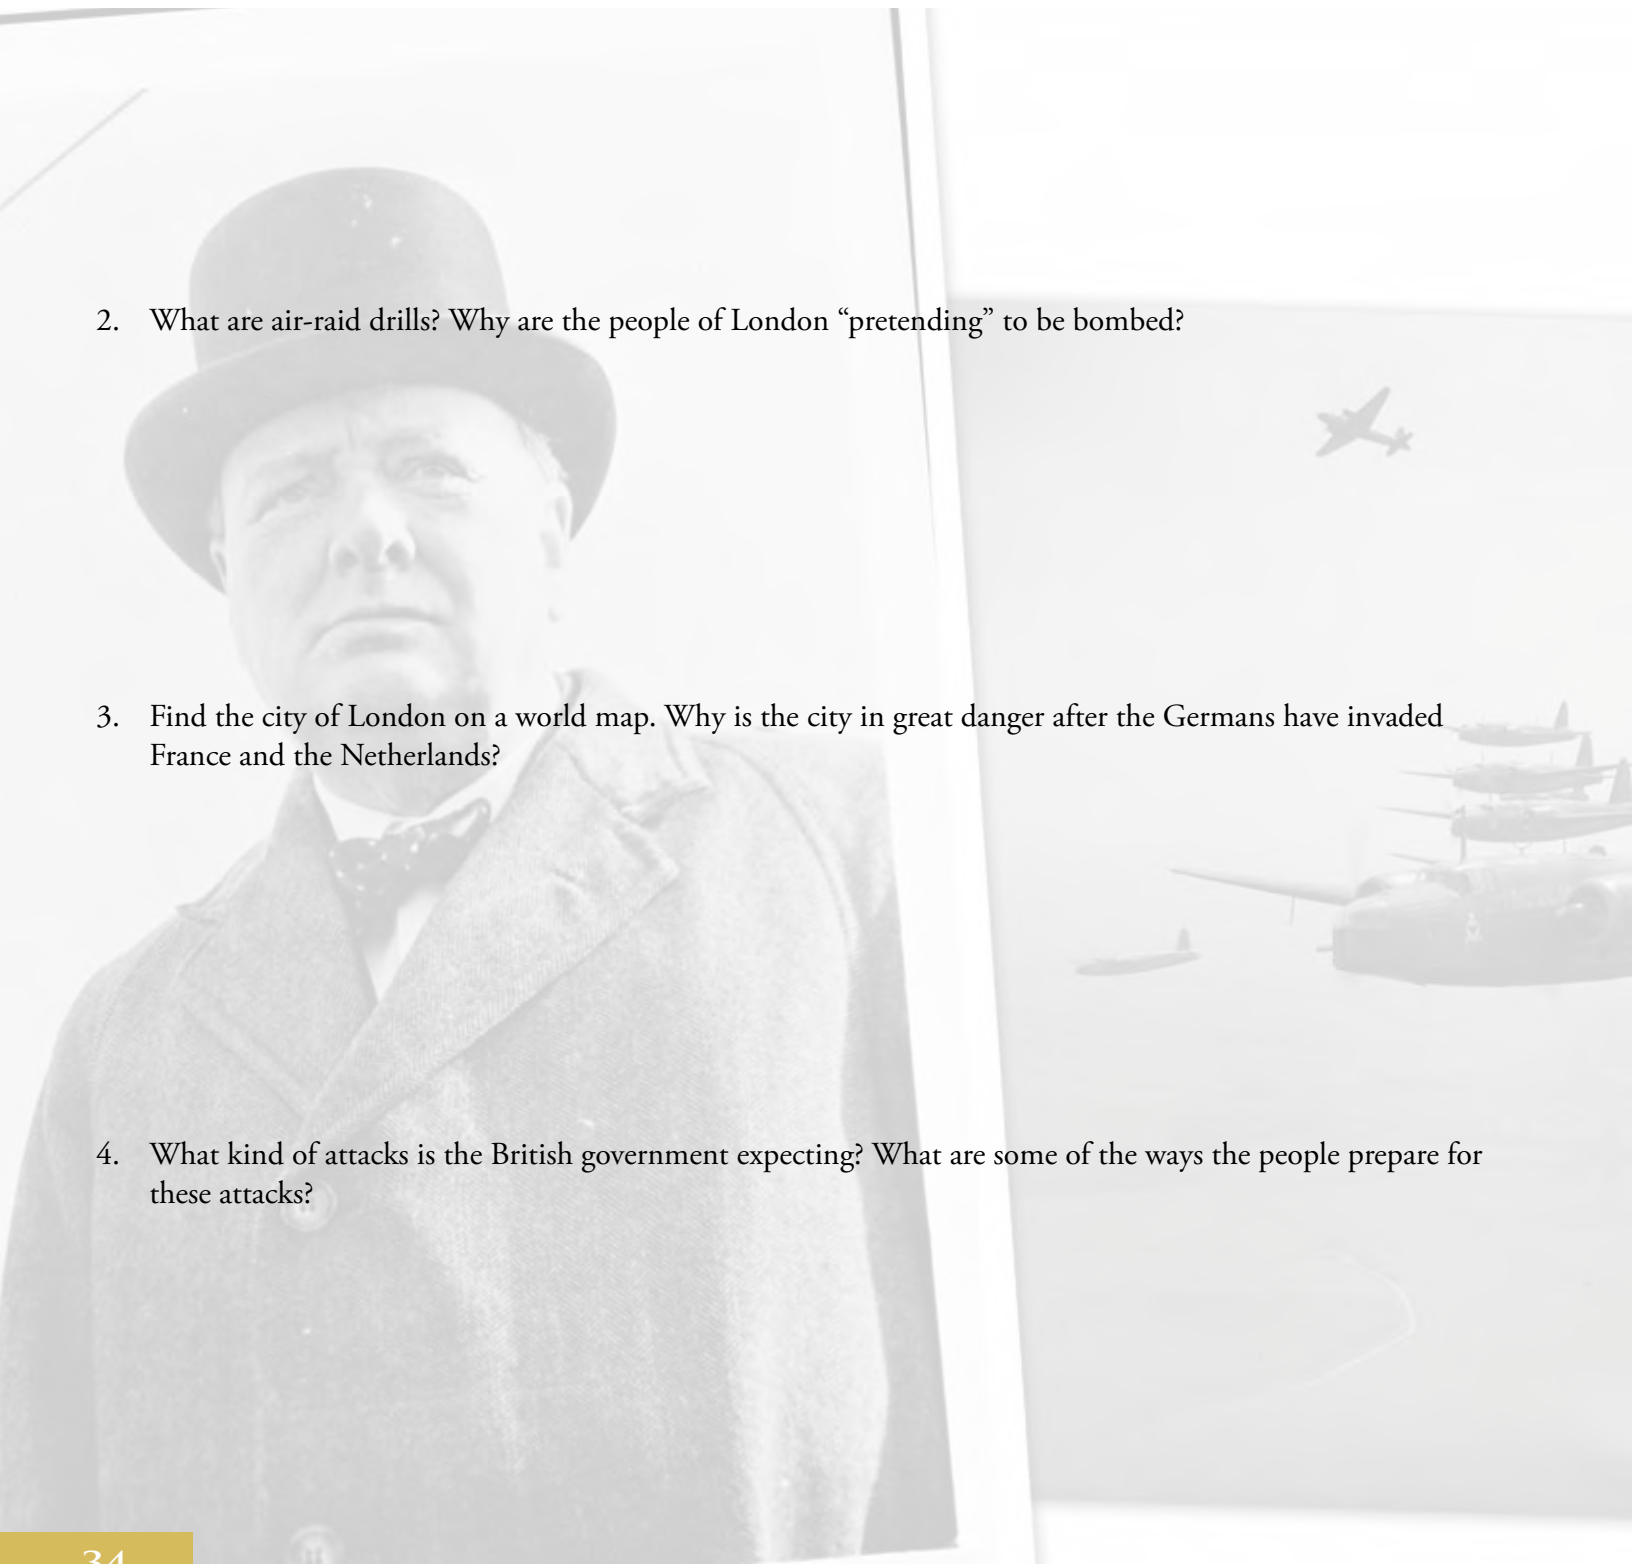 2. What are air-raid drills? Why are the people of London “pretending” to be bombed?
3. Find the city of London on a world map. Why is the city in great danger after the Germans have invaded
France and the Netherlands?
4. What kind of attacks is the British government expecting? What are some of the ways the people prepare for
these attacks?
34